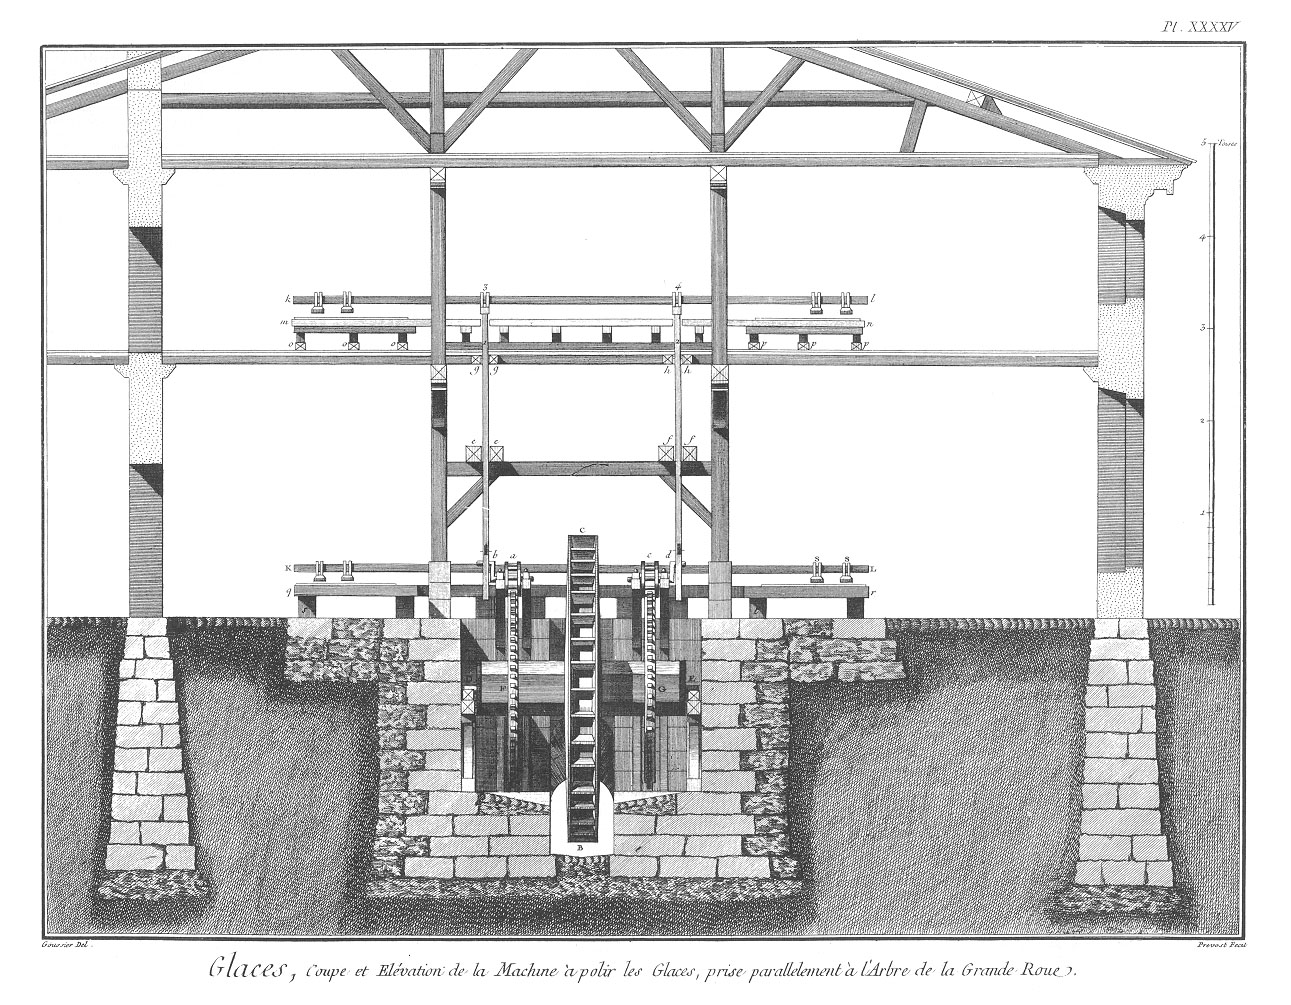 Pl. XXXXV
5 Toises
4
3
2
1
k 3 4 l
m n
o o o 1 2 p p p
g g h h
e e f f
C
b a c d S S
K L
q r
D F G E
B
Goussier Del.
Prevost Fecit
Glaces, Coupe et Elévation de la Machine à polir les Glaces, prise parallelement à l'Arbre de la Grande Roue.